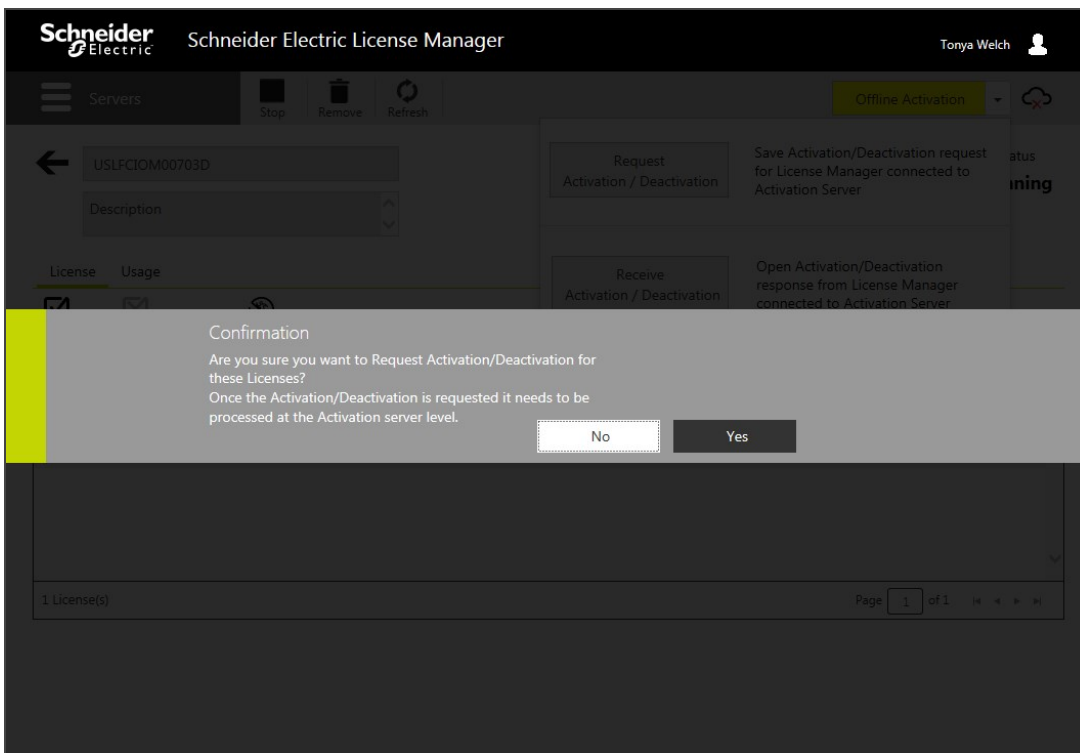 Schneider
Electric
Schneider Electric License Manager
Tonya Welch
Servers
Stop
Remove
Refresh
Offline Activation
USLFCIOM00703D
Description
Request
Activation / Deactivation
Save Activation/Deactivation request
for License Manager connected to
Activation Server
atus
nning
License
Usage
Receive
Activation / Deactivation
Open Activation/Deactivation
response from License Manager
connected to Activation Server
Confirmation
Are you sure you want to Request Activation/Deactivation for
these Licenses?
Once the Activation/Deactivation is requested it needs to be
processed at the Activation server level.
No
Yes
1 License(s)
Page 1 of 1